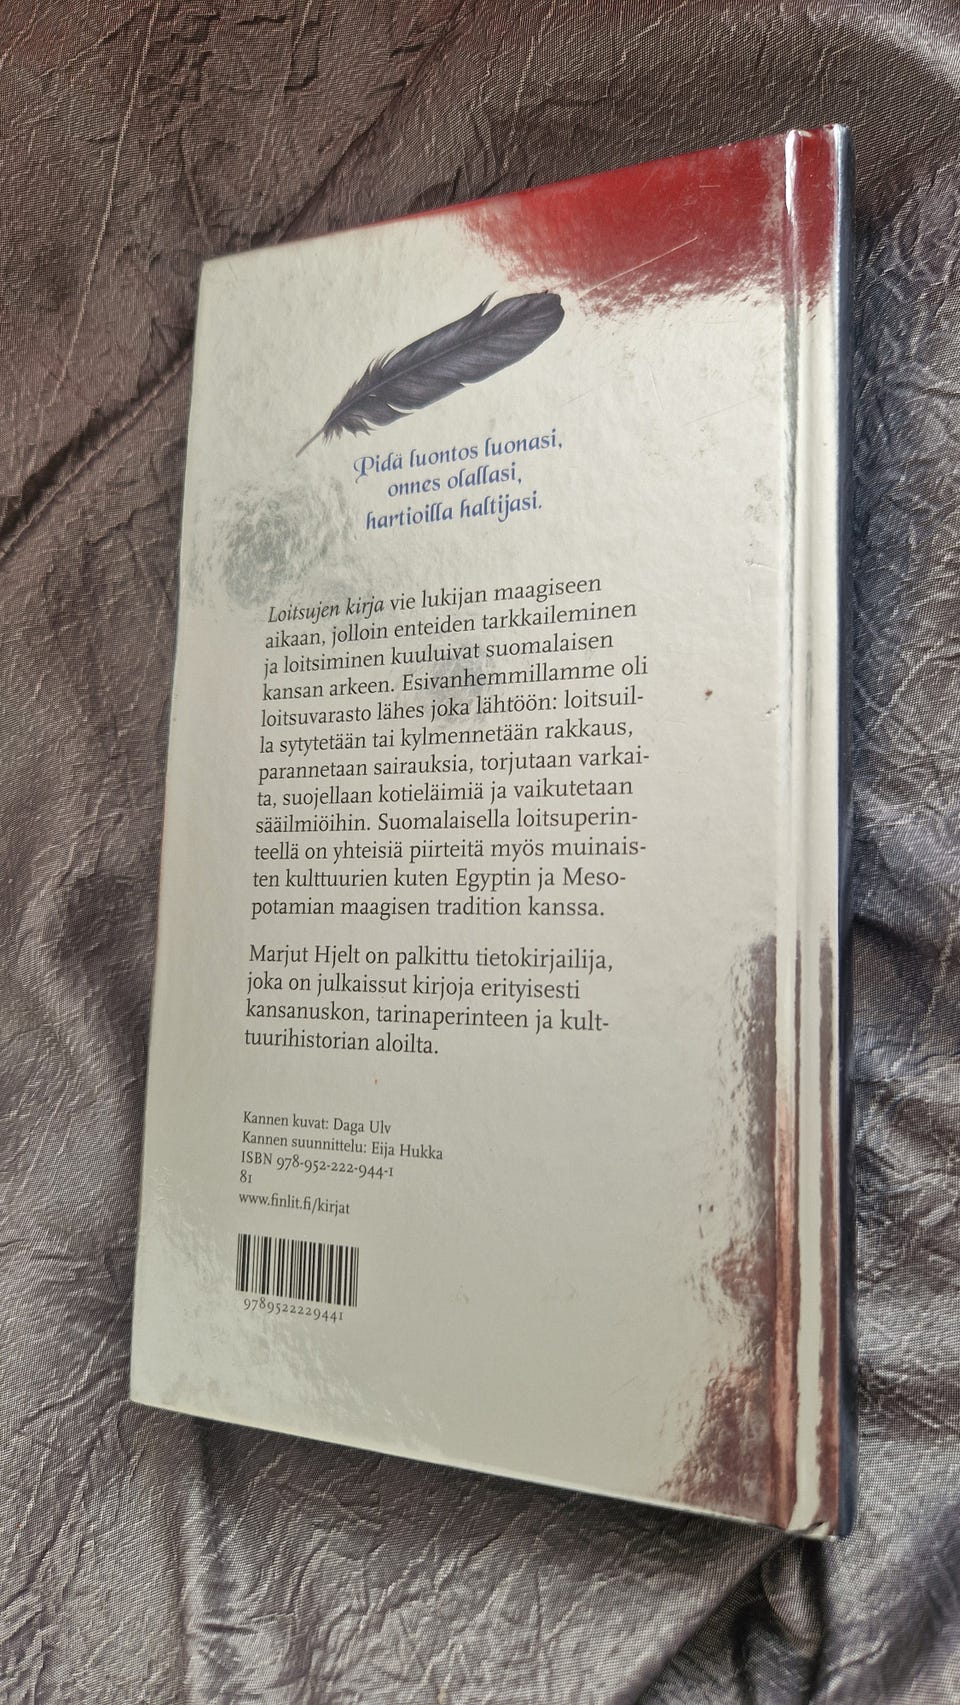 Pidä luontos luonasi,
onnes olallasi,
hartioilla haltijasi.
Loitsujen kirja vie lukijan maagiseen
aikaan, jolloin enteiden tarkkaileminen
ja loitsiminen kuuluivat suomalaisen
kansan arkeen. Esivanhemmillamme oli
loitsuvarasto lähes joka lähtöön: loitsuil-
la sytytetään tai kylmennetään rakkaus,
parannetaan sairauksia, torjutaan varkai-
ta, suojellaan kotieläimiä ja vaikutetaan
sääilmiöihin. Suomalaisella loitsuperin-
teellä on yhteisiä piirteitä myös muinais-
ten kulttuurien kuten Egyptin ja Meso-
potamian maagisen tradition kanssa.
Marjut Hjelt on palkittu tietokirjailija,
joka on julkaissut kirjoja erityisesti
kansanuskon, tarinaperinteen ja kult-
tuurihistorian aloilta.
Kannen kuvat: Daga Ulv
Kannen suunnittelu: Eija Hukka
ISBN 978-952-222-944-1
81
www.finlit.fi/kirjat
9789522229441